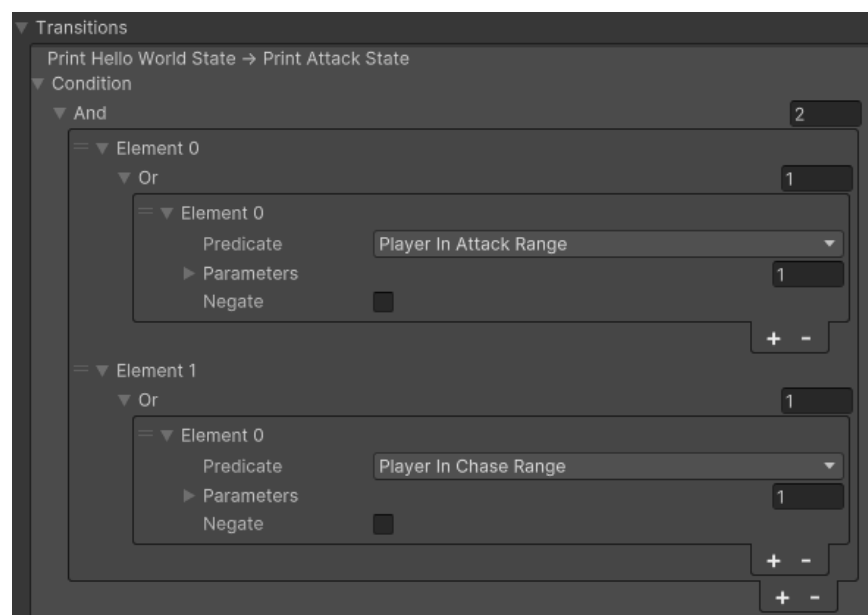 Transitions
Print Hello World State → Print Attack State
Condition
And 2
Element 0
Or 1
Element 0
Predicate Player In Attack Range
Parameters 1
Negate
+ -
Element 1
Or 1
Element 0
Predicate Player In Chase Range
Parameters 1
Negate
+ -
+ -